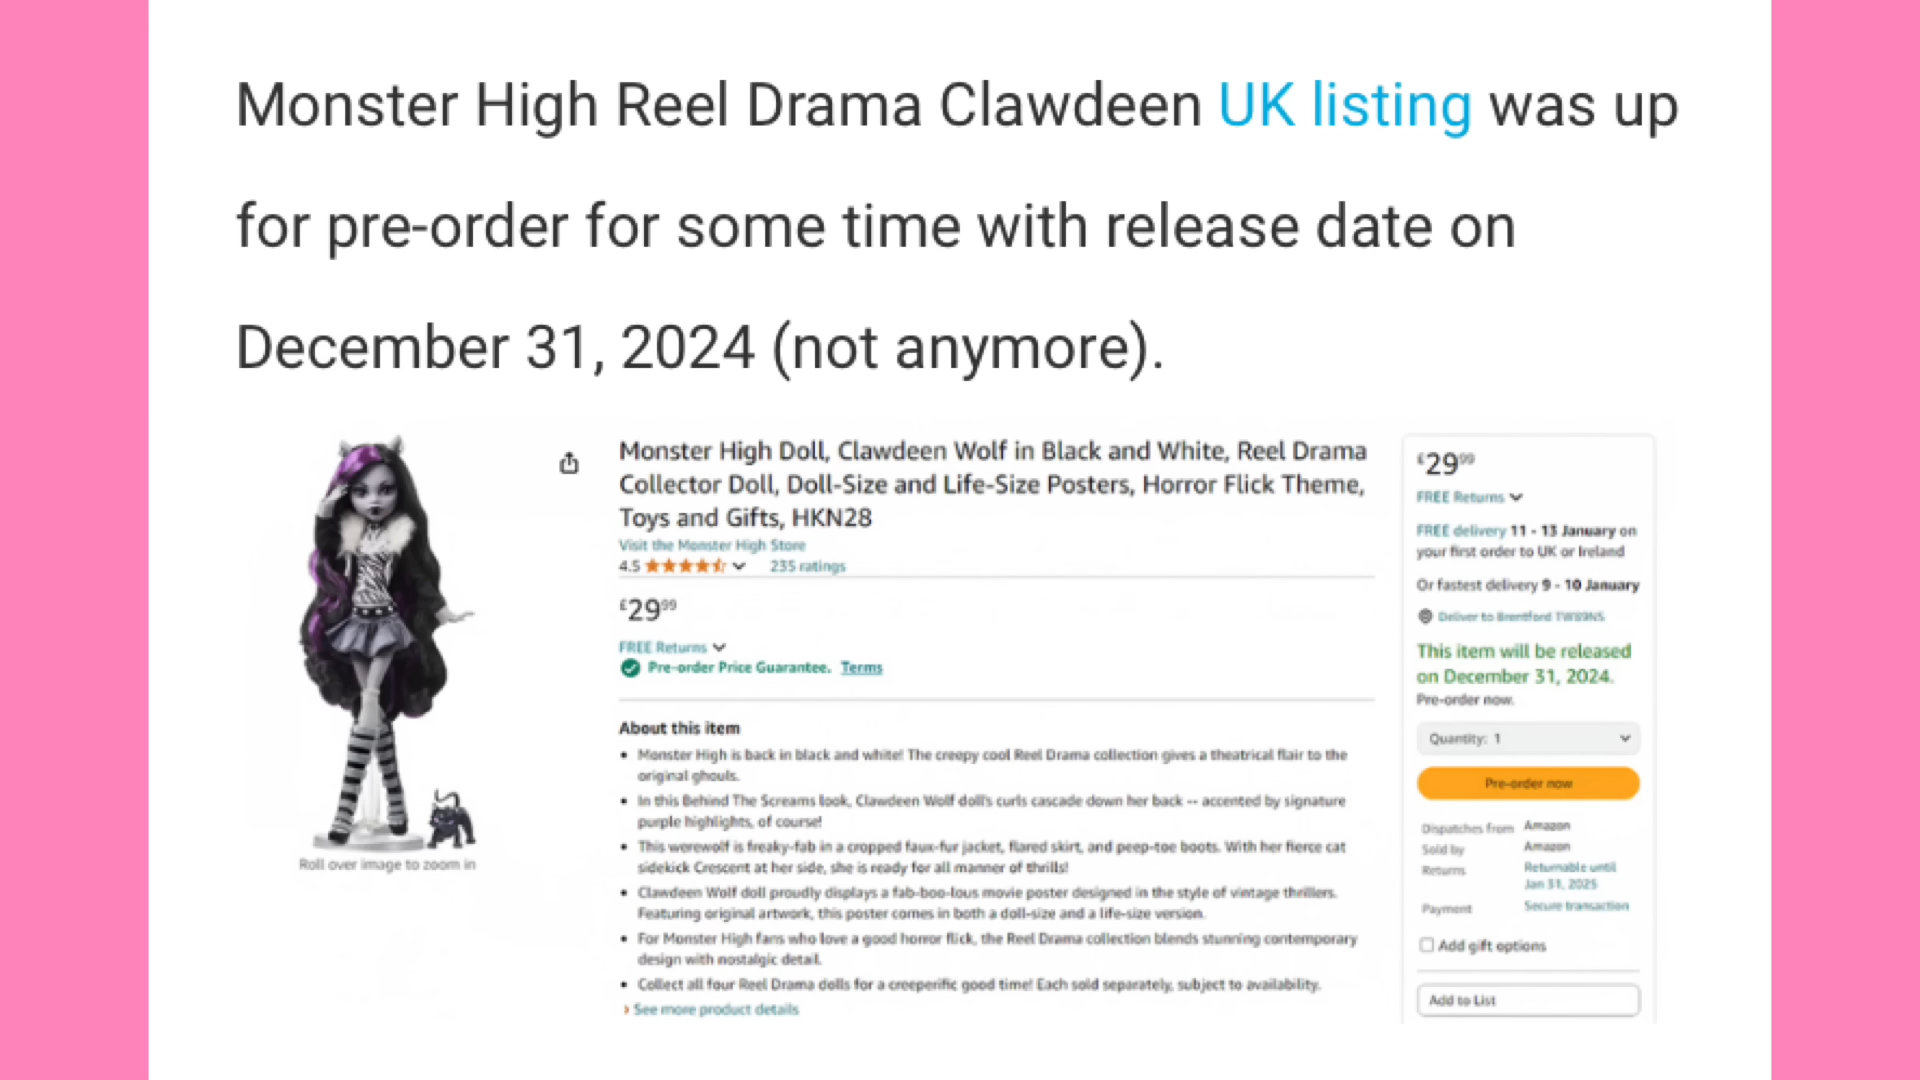 Monster High Reel Drama Clawdeen UK listing was up
for pre-order for some time with release date on
December 31, 2024 (not anymore).
Roll over image to zoom in
Monster High Doll, Clawdeen Wolf in Black and White, Reel Drama
Collector Doll, Doll-Size and Life-Size Posters, Horror Flick Theme,
Toys and Gifts, HKN28
Visit the Monster High Store
4.5 235 ratings
£2999
FREE Returns
Pre-order Price Guarantee. Terms
About this item
• Monster High is back in black and white! The creepy cool Reel Drama collection gives a theatrical flair to the
original ghouls.
• In this Behind The Screams look, Clawdeen Wolf doll's curls cascade down her back -- accented by signature
purple highlights, of course!
• This werewolf is freaky-fab in a cropped faux-fur jacket, flared skirt, and peep-toe boots. With her fierce cat
sidekick Crescent at her side, she is ready for all manner of thrills!
• Clawdeen Wolf doll proudly displays a fab-boo-lous movie poster designed in the style of vintage thrillers.
Featuring original artwork, this poster comes in both a doll-size and a life-size version.
• For Monster High fans who love a good horror flick, the Reel Drama collection blends stunning contemporary
design with nostalgic detail.
• Collect all four Reel Drama dolls for a creeperific good time! Each sold separately, subject to availability.
› See more product details
£2999
FREE Returns
FREE delivery 11 - 13 January on
your first order to UK or Ireland
Or fastest delivery 9 - 10 January
Deliver to Brentford
This item will be released
on December 31, 2024.
Pre-order now.
Quantity: 1
Pre-order now
Dispatches from Amazon
Sold by Amazon
Returns Returnable until
Jan 31, 2025
Payment Secure transaction
Add gift options
Add to List